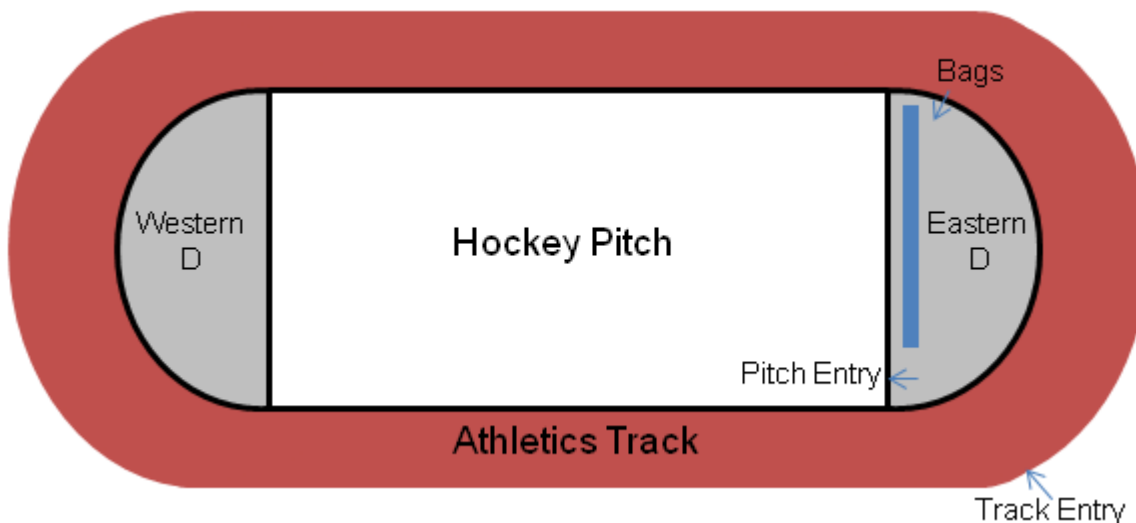 Bags
Western
D
Hockey Pitch
Eastern
D
Pitch Entry
Athletics Track
Track Entry